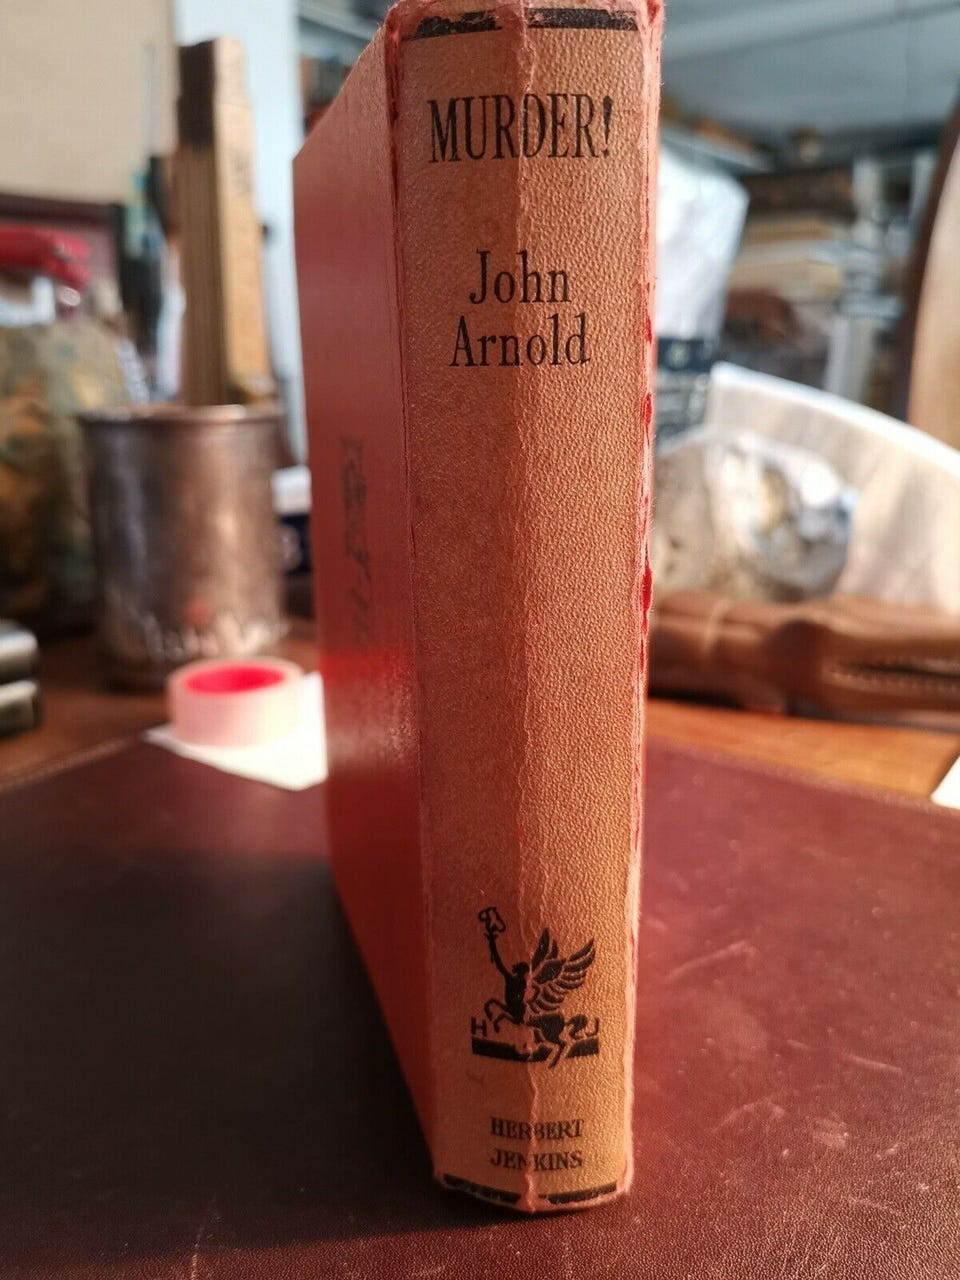 MURDER!
John
Arnold
H J
HERBERT
JENKINS